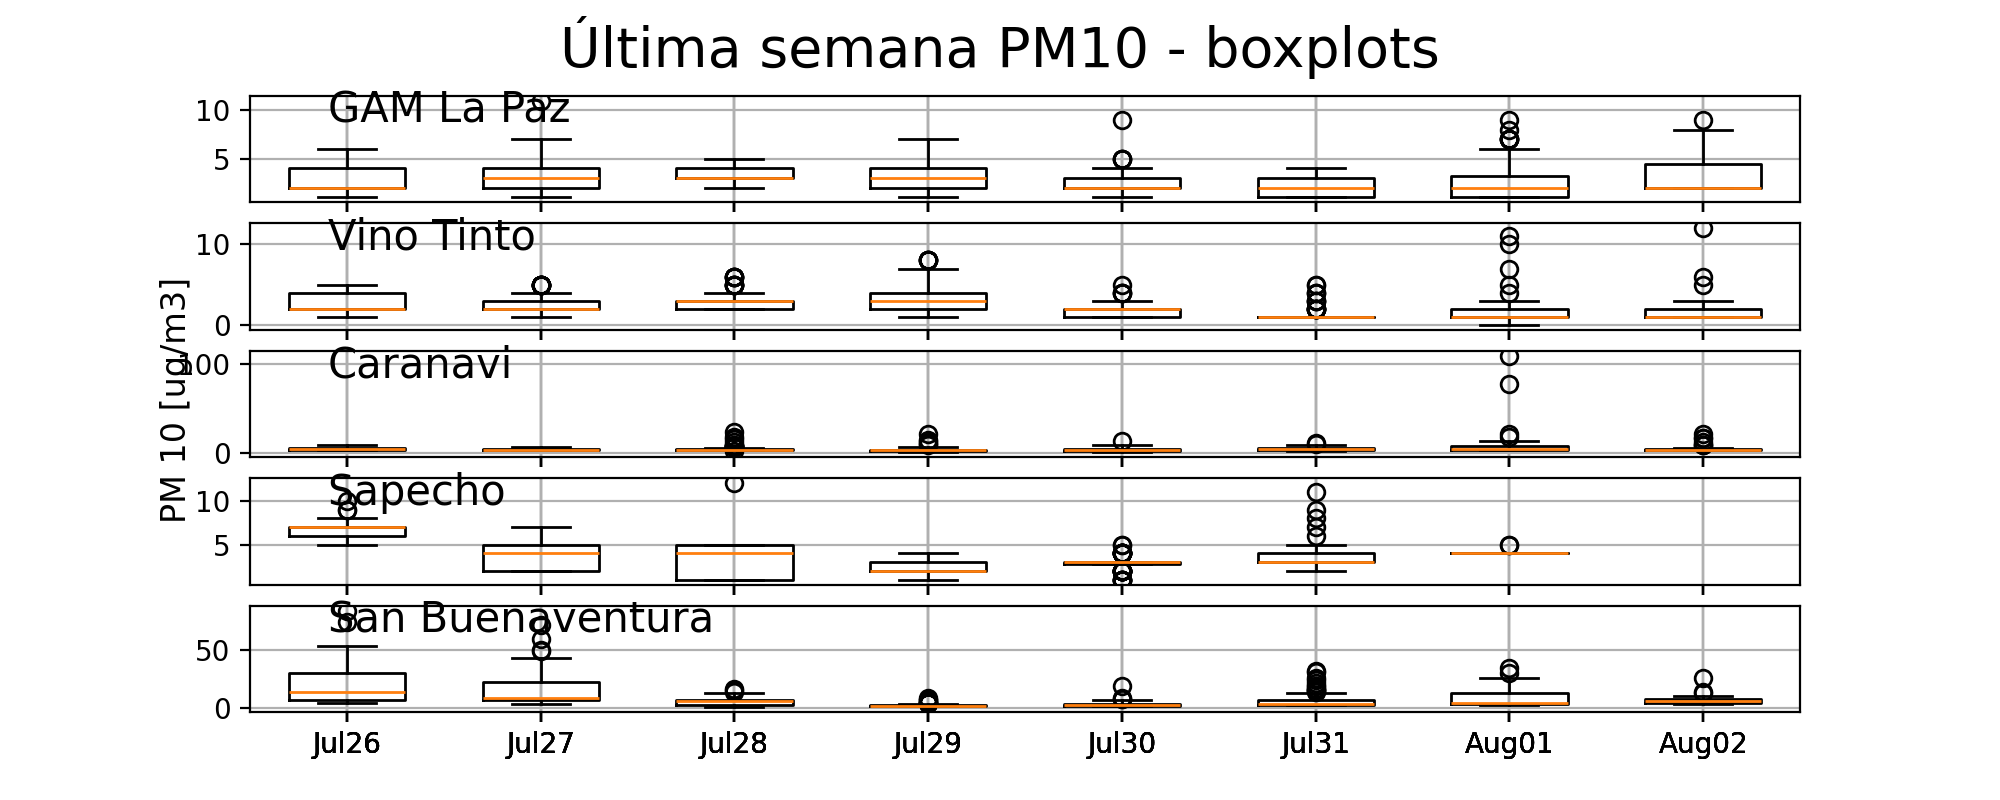 Última semana PM10 - boxplots
GAM La Paz
10
5
Vino Tinto
10
0
PM 10 [ug/m3]
Caranavi
100
0
Sapecho
10
5
San Buenaventura
50
0
Jul26 Jul27 Jul28 Jul29 Jul30 Jul31 Aug01 Aug02